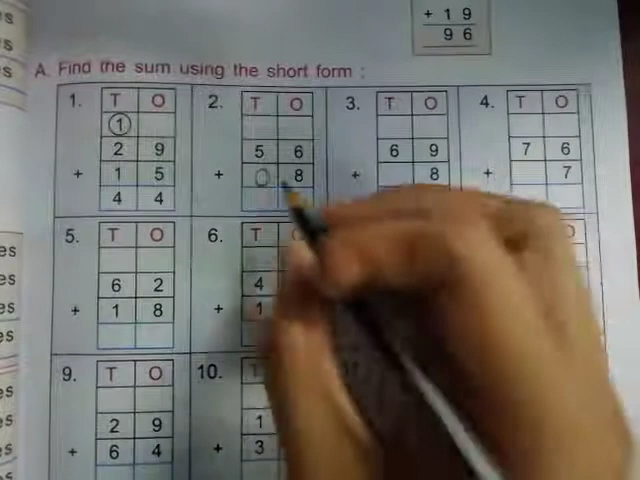 + 1 9
9 6
A. Find the sum using the short form :
1. T O 2. T O 3. T O 4. T O
1
2 9 5 6 6 9 7 6
+ 1 5 + 0 8 + 8 + 7
4 4
5. T O 6. T
6 2 4
+ 1 8 + 1
9. T O 10. T
2 9 1
+ 6 4 + 3